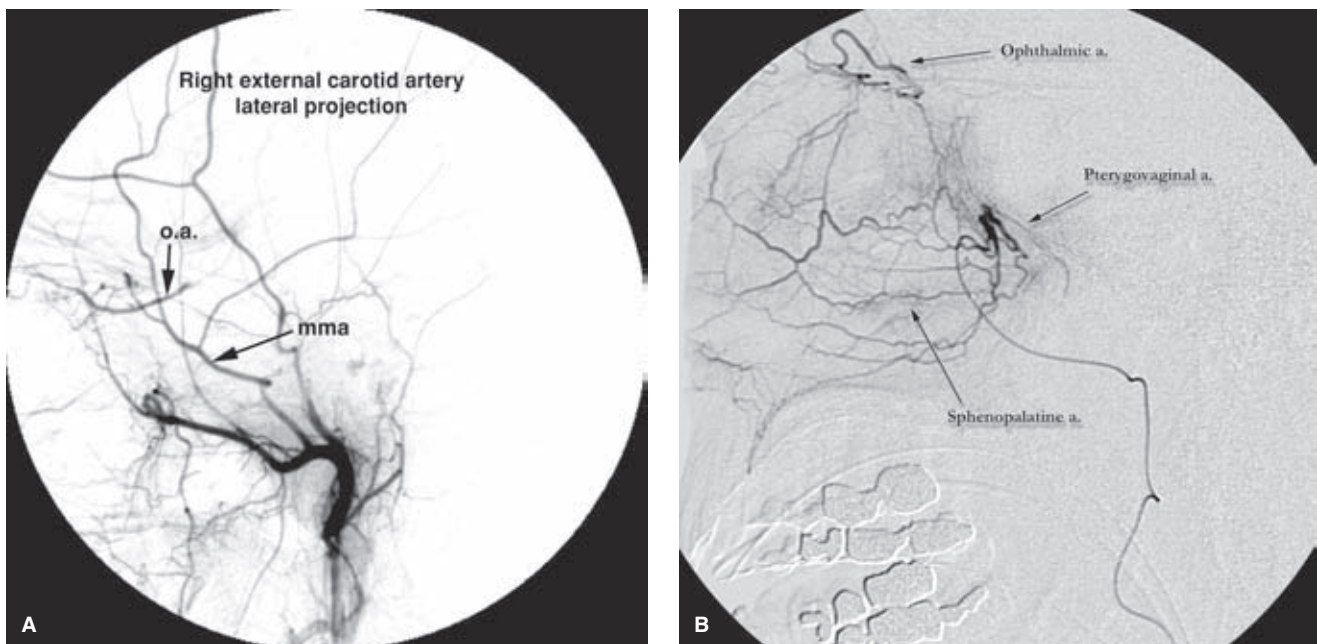 Right external carotid artery
lateral projection
o.a.
mma
A
Ophthalmic a.
Pterygovaginal a.
Sphenopalatine a.
B